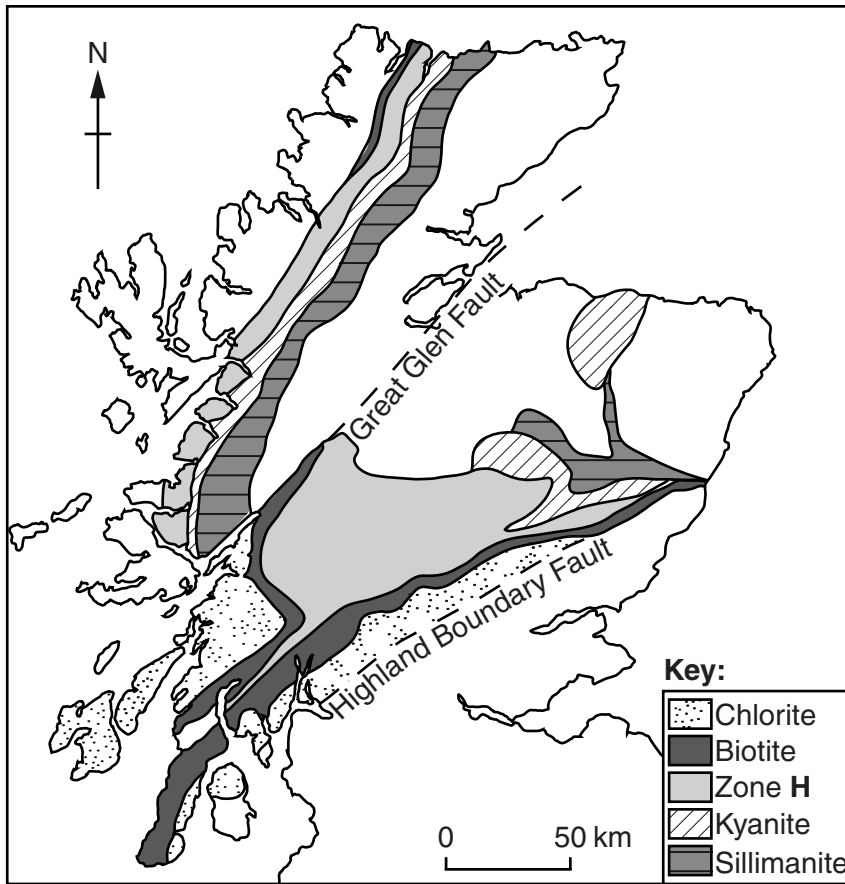 N
Great Glen Fault
Highland Boundary Fault
Key:
Chlorite
Biotite
Zone H
Kyanite
Sillimanite
0 50 km